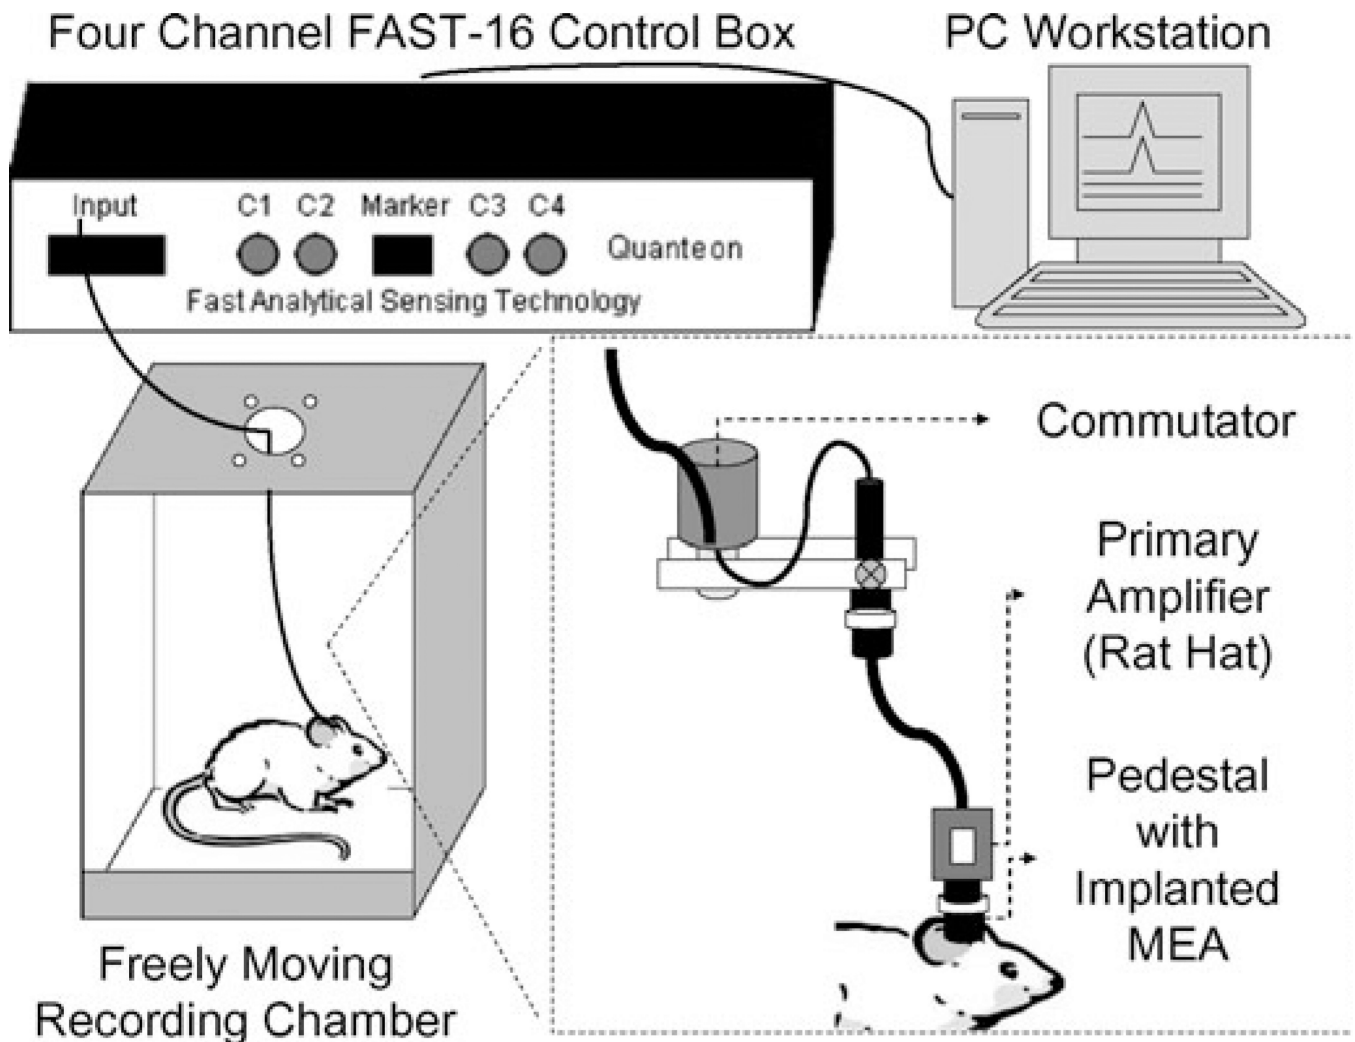 Four Channel FAST-16 Control Box
PC Workstation
Input
C1
C2
Marker
C3
C4
Quanteon
Fast Analytical Sensing Technology
Commutator
Primary
Amplifier
(Rat Hat)
Pedestal
with
Implanted
MEA
Freely Moving
Recording Chamber